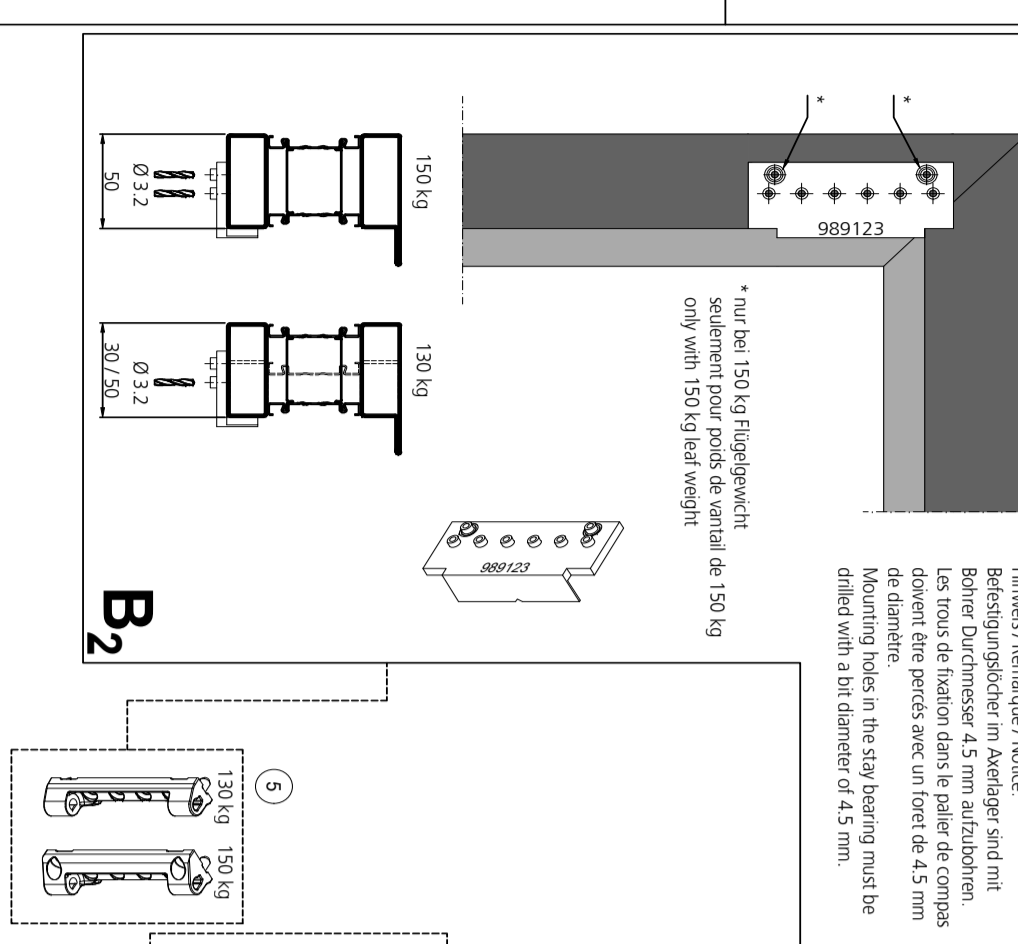 Hinweis / Remarque / Notice:
Befestigungslöcher im Axerlager sind mit
Bohrer Durchmesser 4.5 mm aufzubohren.
Les trous de fixation dans le palier de compas
doivent être percés avec un foret de 4.5 mm
de diamètre.
Mounting holes in the stay bearing must be
drilled with a bit diameter of 4.5 mm.
*
*
989123
* nur bei 150 kg Flügelgewicht
seulement pour poids de vantail de 150 kg
only with 150 kg leaf weight
150 kg
Ø 3.2
50
130 kg
Ø 3.2
30 / 50
989123
B2
5
130 kg
150 kg